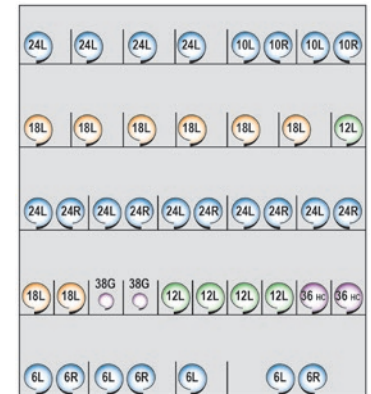 24L 24L 24L 24L 10L 10R 10L 10R
18L 18L 18L 18L 18L 18L 12L
24L 24R 24L 24R 24L 24R 24L 24R 24L 24R
18L 18L 38G 38G 12L 12L 12L 12L 36 HC 36 HC
6L 6R 6L 6R 6L 6L 6R